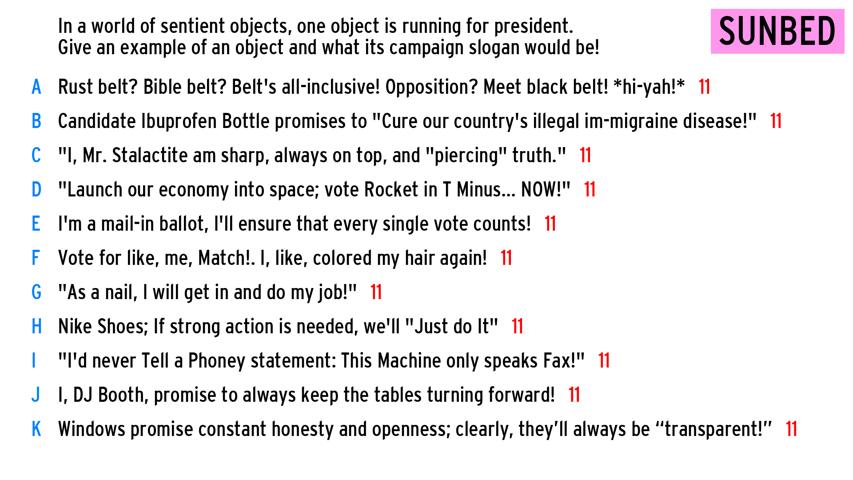 In a world of sentient objects, one object is running for president.
Give an example of an object and what its campaign slogan would be!
SUNBED
A Rust belt? Bible belt? Belt's all-inclusive! Opposition? Meet black belt! *hi-yah!* 11
B Candidate Ibuprofen Bottle promises to "Cure our country's illegal im-migraine disease!" 11
C "I, Mr. Stalactite am sharp, always on top, and "piercing" truth." 11
D "Launch our economy into space; vote Rocket in T Minus... NOW!" 11
E I'm a mail-in ballot, I'll ensure that every single vote counts! 11
F Vote for like, me, Match!. I, like, colored my hair again! 11
G "As a nail, I will get in and do my job!" 11
H Nike Shoes; If strong action is needed, we'll "Just do It" 11
I "I'd never Tell a Phoney statement: This Machine only speaks Fax!" 11
J I, DJ Booth, promise to always keep the tables turning forward! 11
K Windows promise constant honesty and openness; clearly, they’ll always be “transparent!” 11